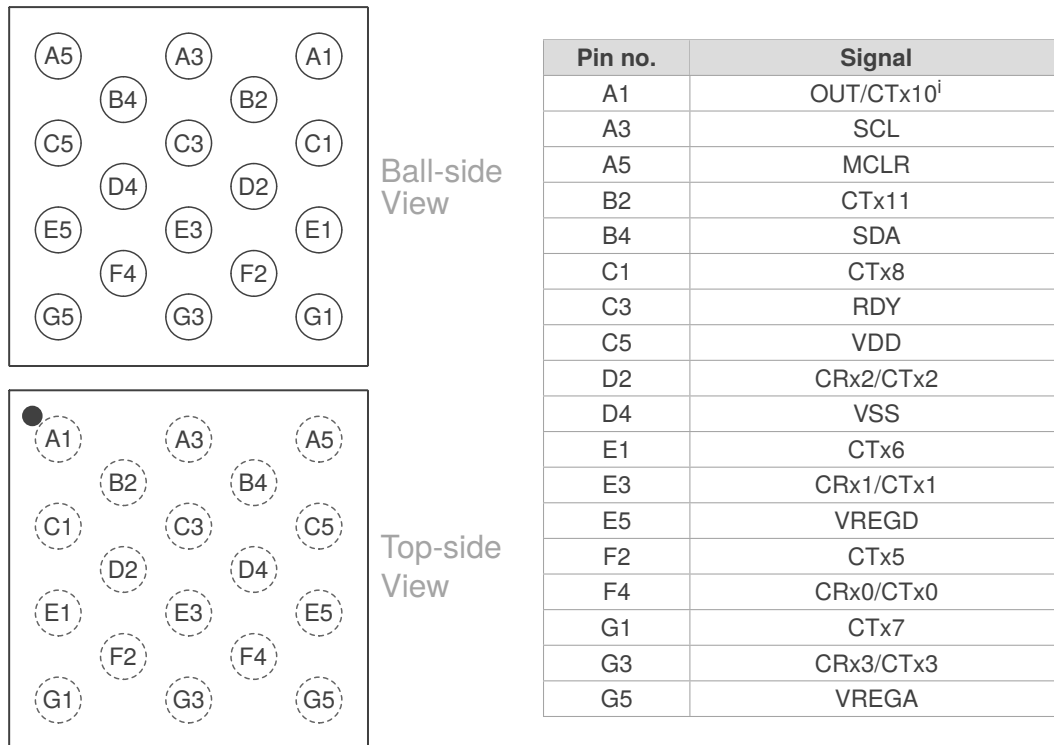 A5 A3 A1
B4 B2
C5 C3 C1
D4 D2
E5 E3 E1
F4 F2
G5 G3 G1
Ball-side
View
A1 A3 A5
B2 B4
C1 C3 C5
D2 D4
E1 E3 E5
F2 F4
G1 G3 G5
Top-side
View
Pin no. Signal
A1 OUT/CTx10ⁱ
A3 SCL
A5 MCLR
B2 CTx11
B4 SDA
C1 CTx8
C3 RDY
C5 VDD
D2 CRx2/CTx2
D4 VSS
E1 CTx6
E3 CRx1/CTx1
E5 VREGD
F2 CTx5
F4 CRx0/CTx0
G1 CTx7
G3 CRx3/CTx3
G5 VREGA